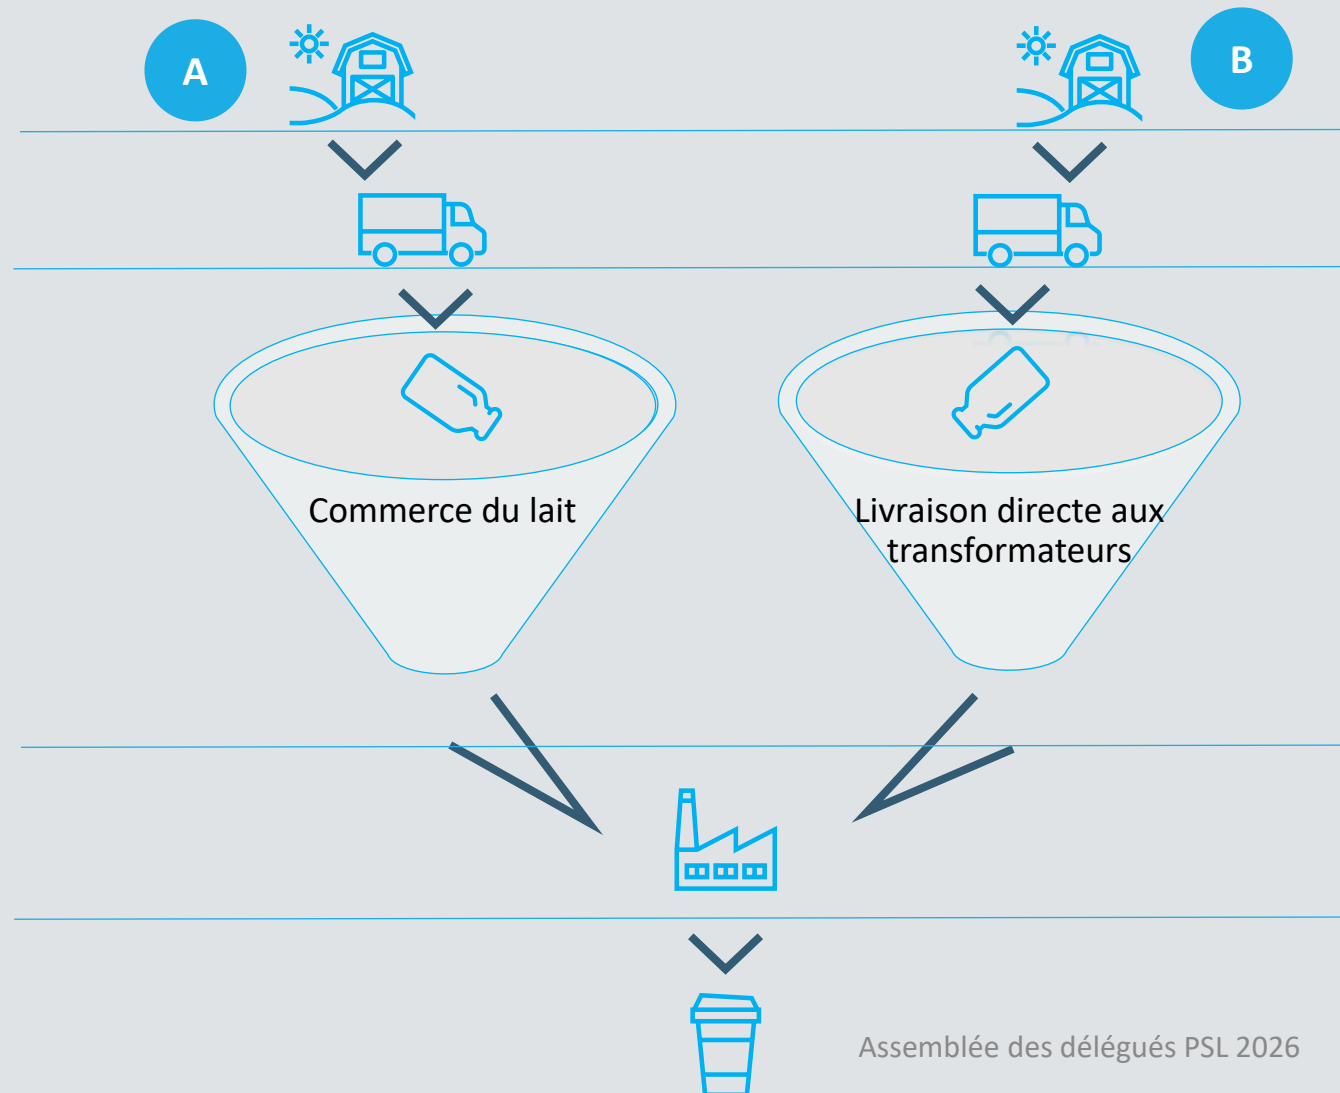 A
B
Commerce du lait
Livraison directe aux
transformateurs
Assemblée des délégués PSL 2026